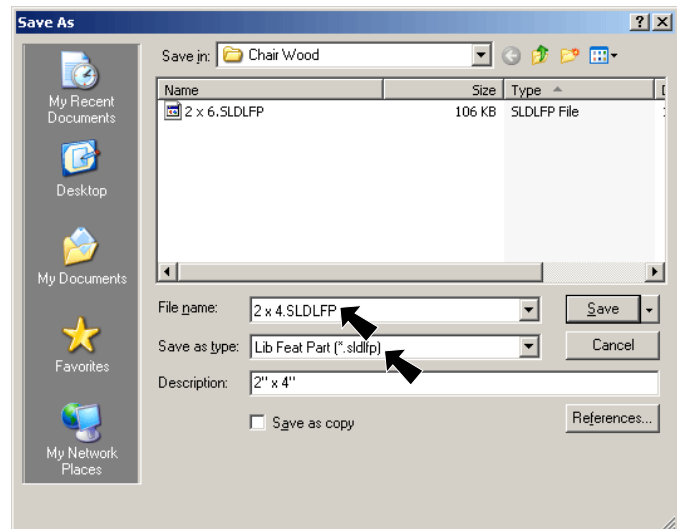 Save As
Save in: Chair Wood
My Recent
Documents
Desktop
My Documents
Favorites
My Network
Places
Name Size Type
2 x 6.SLDLFP 106 KB SLDLFP File
File name: 2 x 4.SLDLFP Save
Save as type: Lib Feat Part (*.sldlfp) Cancel
Description: 2" x 4"
Save as copy References...